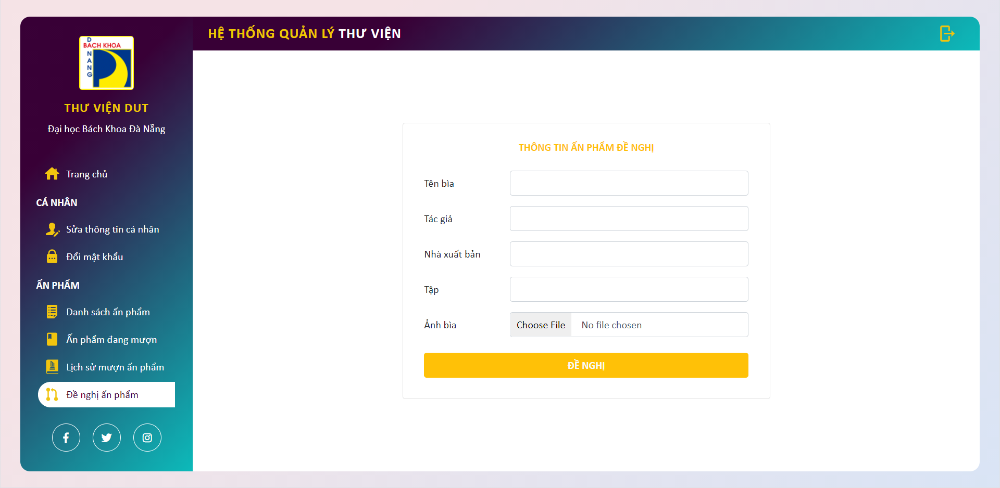 D
BACH KHOA
N
A
N
G
THƯ VIỆN DUT
Đại học Bách Khoa Đà Nẵng
Trang chủ
CÁ NHÂN
Sửa thông tin cá nhân
Đổi mật khẩu
ẤN PHẨM
Danh sách ấn phẩm
Ấn phẩm đang mượn
Lịch sử mượn ấn phẩm
Đề nghị ấn phẩm
HỆ THỐNG QUẢN LÝ THƯ VIỆN
THÔNG TIN ẤN PHẨM ĐỀ NGHỊ
Tên bìa
Tác giả
Nhà xuất bản
Tập
Ảnh bìa Choose File No file chosen
ĐỀ NGHỊ